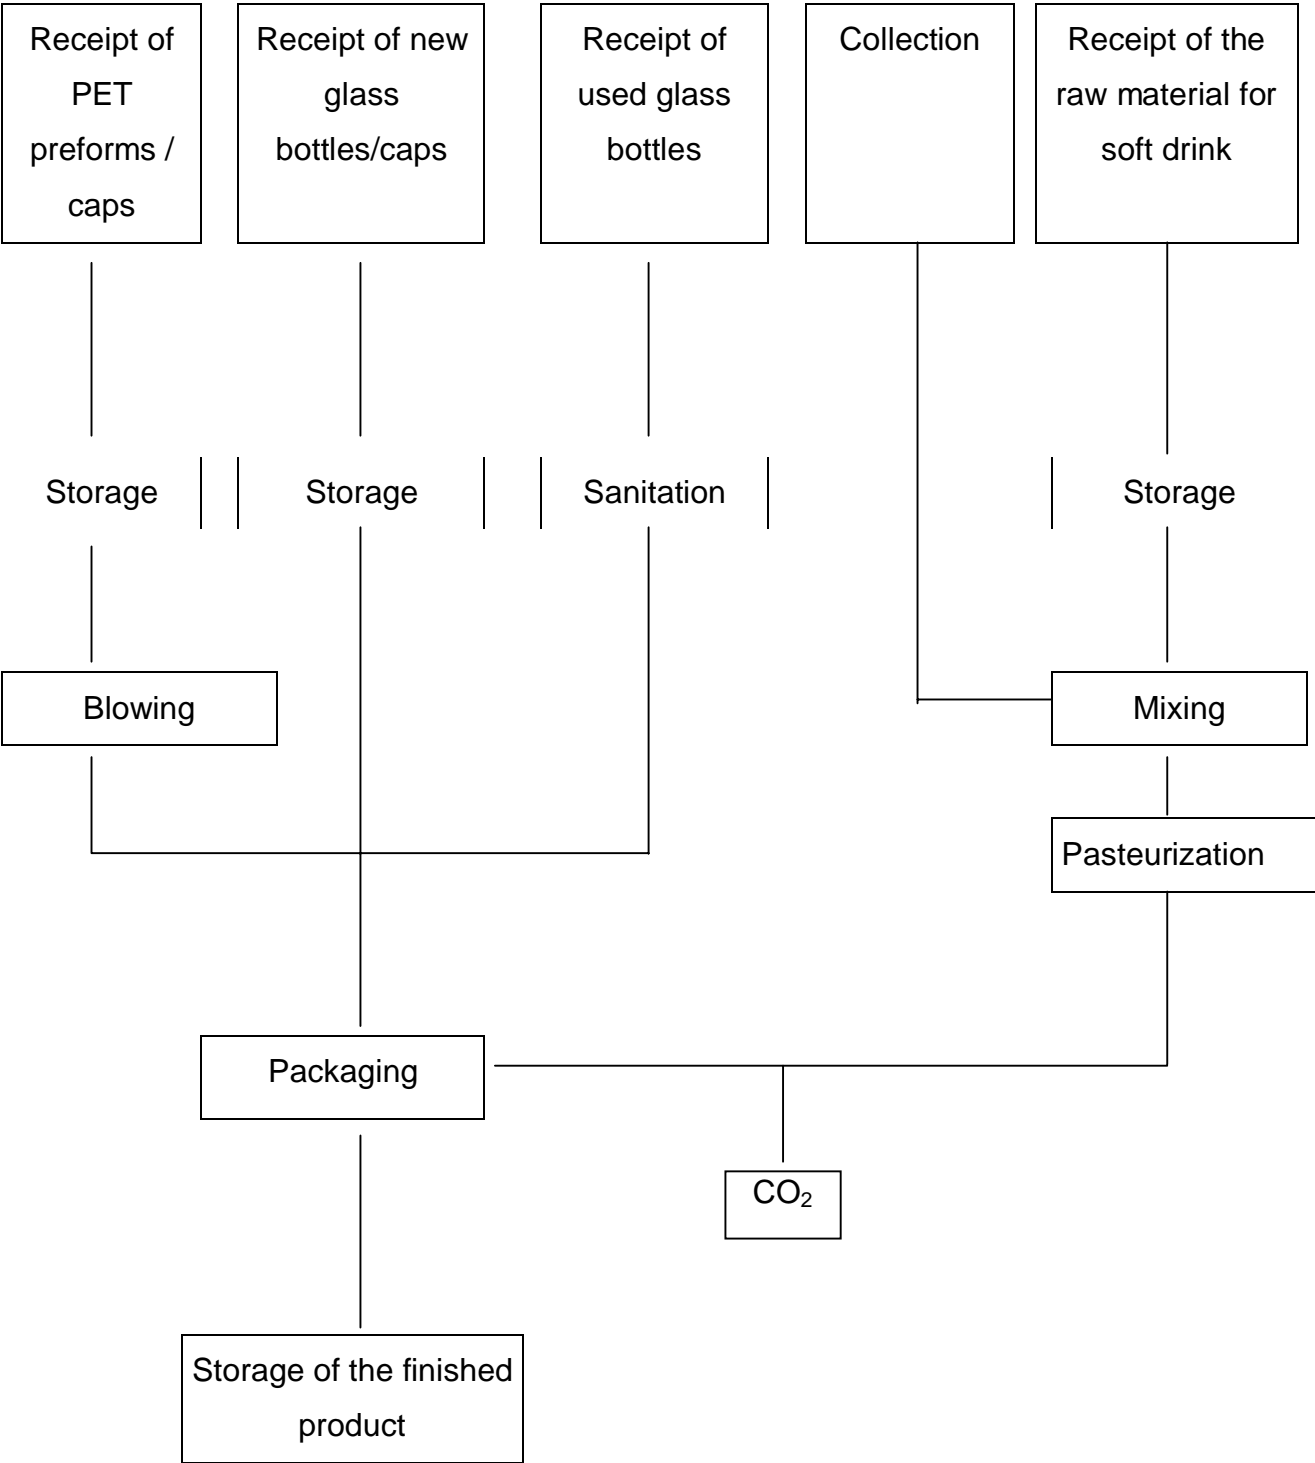 Receipt of
PET
preforms /
caps
Receipt of new
glass
bottles/caps
Receipt of
used glass
bottles
Collection
Receipt of the
raw material for
soft drink
Storage
Storage
Sanitation
Storage
Blowing
Mixing
Pasteurization
Packaging
CO₂
Storage of the finished
product